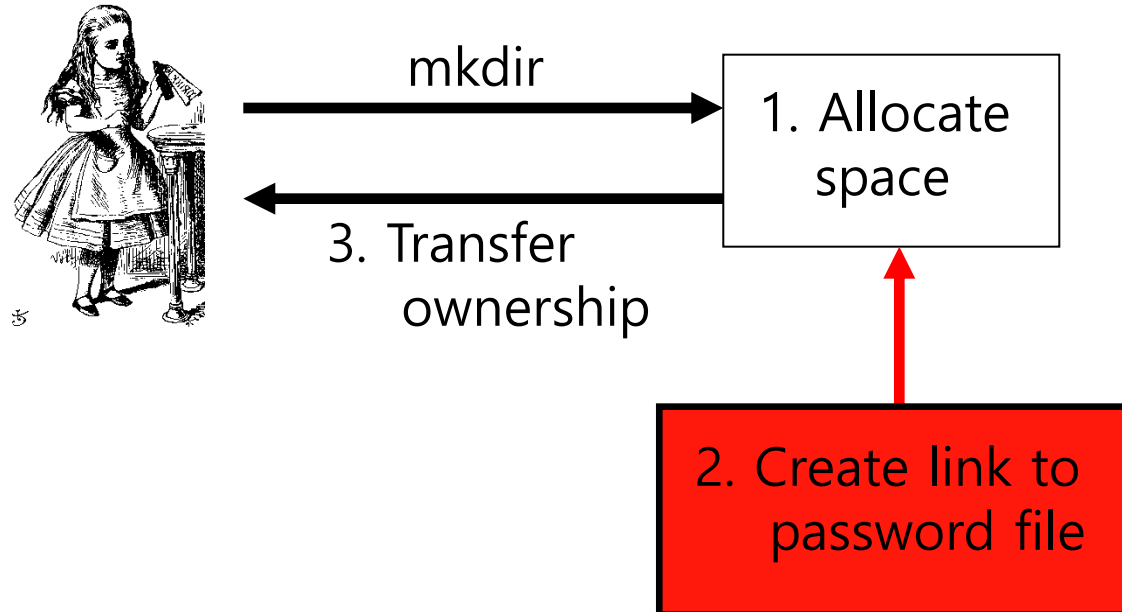 mkdir
1. Allocate
space
3. Transfer
ownership
2. Create link to
password file